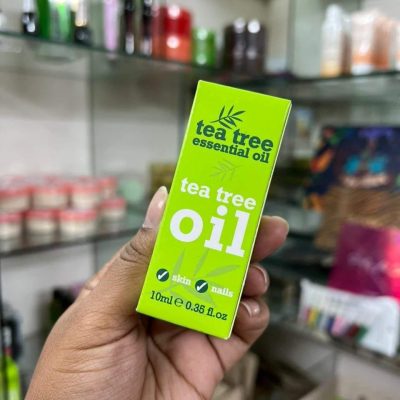 tea tree
essential oil
tea tree
oil
skin nails
10ml e 0.35 fl.oz